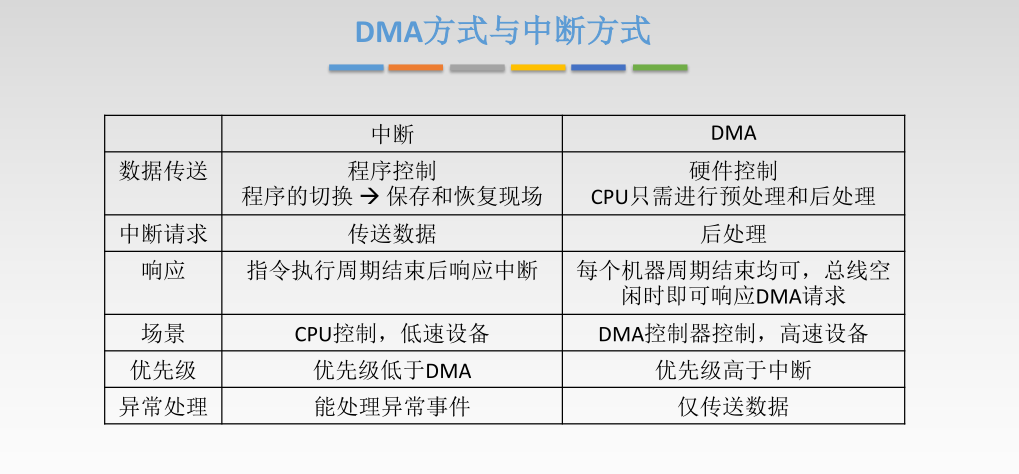 DMA方式与中断方式
中断 DMA
数据传送 程序控制 硬件控制
程序的切换 → 保存和恢复现场 CPU只需进行预处理和后处理
中断请求 传送数据 后处理
响应 指令执行周期结束后响应中断 每个机器周期结束均可，总线空
闲时即可响应DMA请求
场景 CPU控制，低速设备 DMA控制器控制，高速设备
优先级 优先级低于DMA 优先级高于中断
异常处理 能处理异常事件 仅传送数据